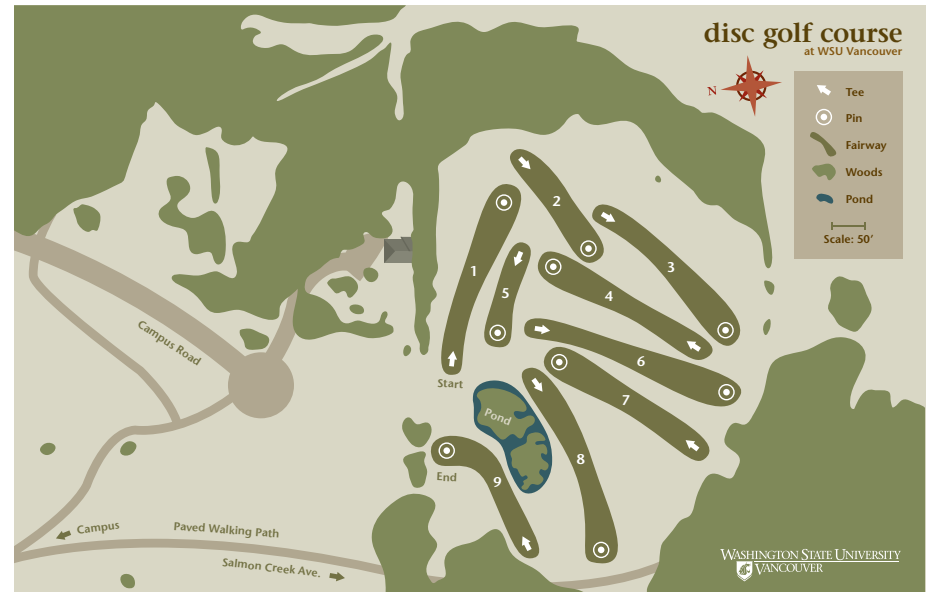 disc golf course
at WSU Vancouver
N
Tee
Pin
Fairway
Woods
Pond
Scale: 50′
2
1
3
5
4
6
Campus Road
Start
7
Pond
8
End
9
Campus
Paved Walking Path
Salmon Creek Ave.
WASHINGTON STATE UNIVERSITY
VANCOUVER